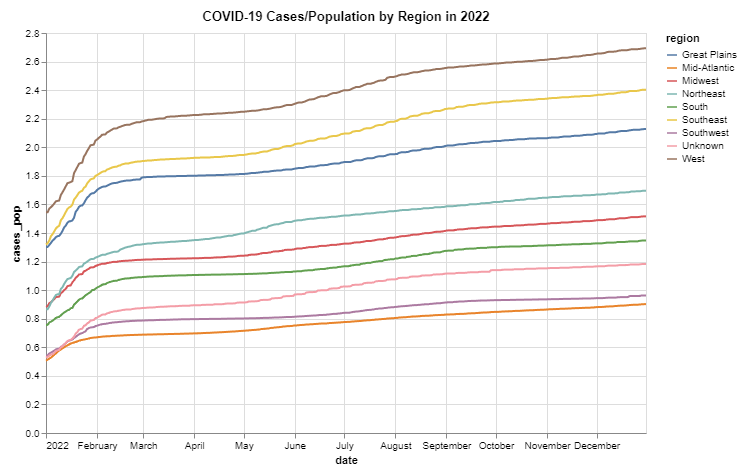 COVID-19 Cases/Population by Region in 2022
2.8
2.6
2.4
2.2
2.0
1.8
1.6
1.4
1.2
1.0
0.8
0.6
0.4
0.2
0.0
cases_pop
2022 February March April May June July August September October November December
date
region
Great Plains
Mid-Atlantic
Midwest
Northeast
South
Southeast
Southwest
Unknown
West